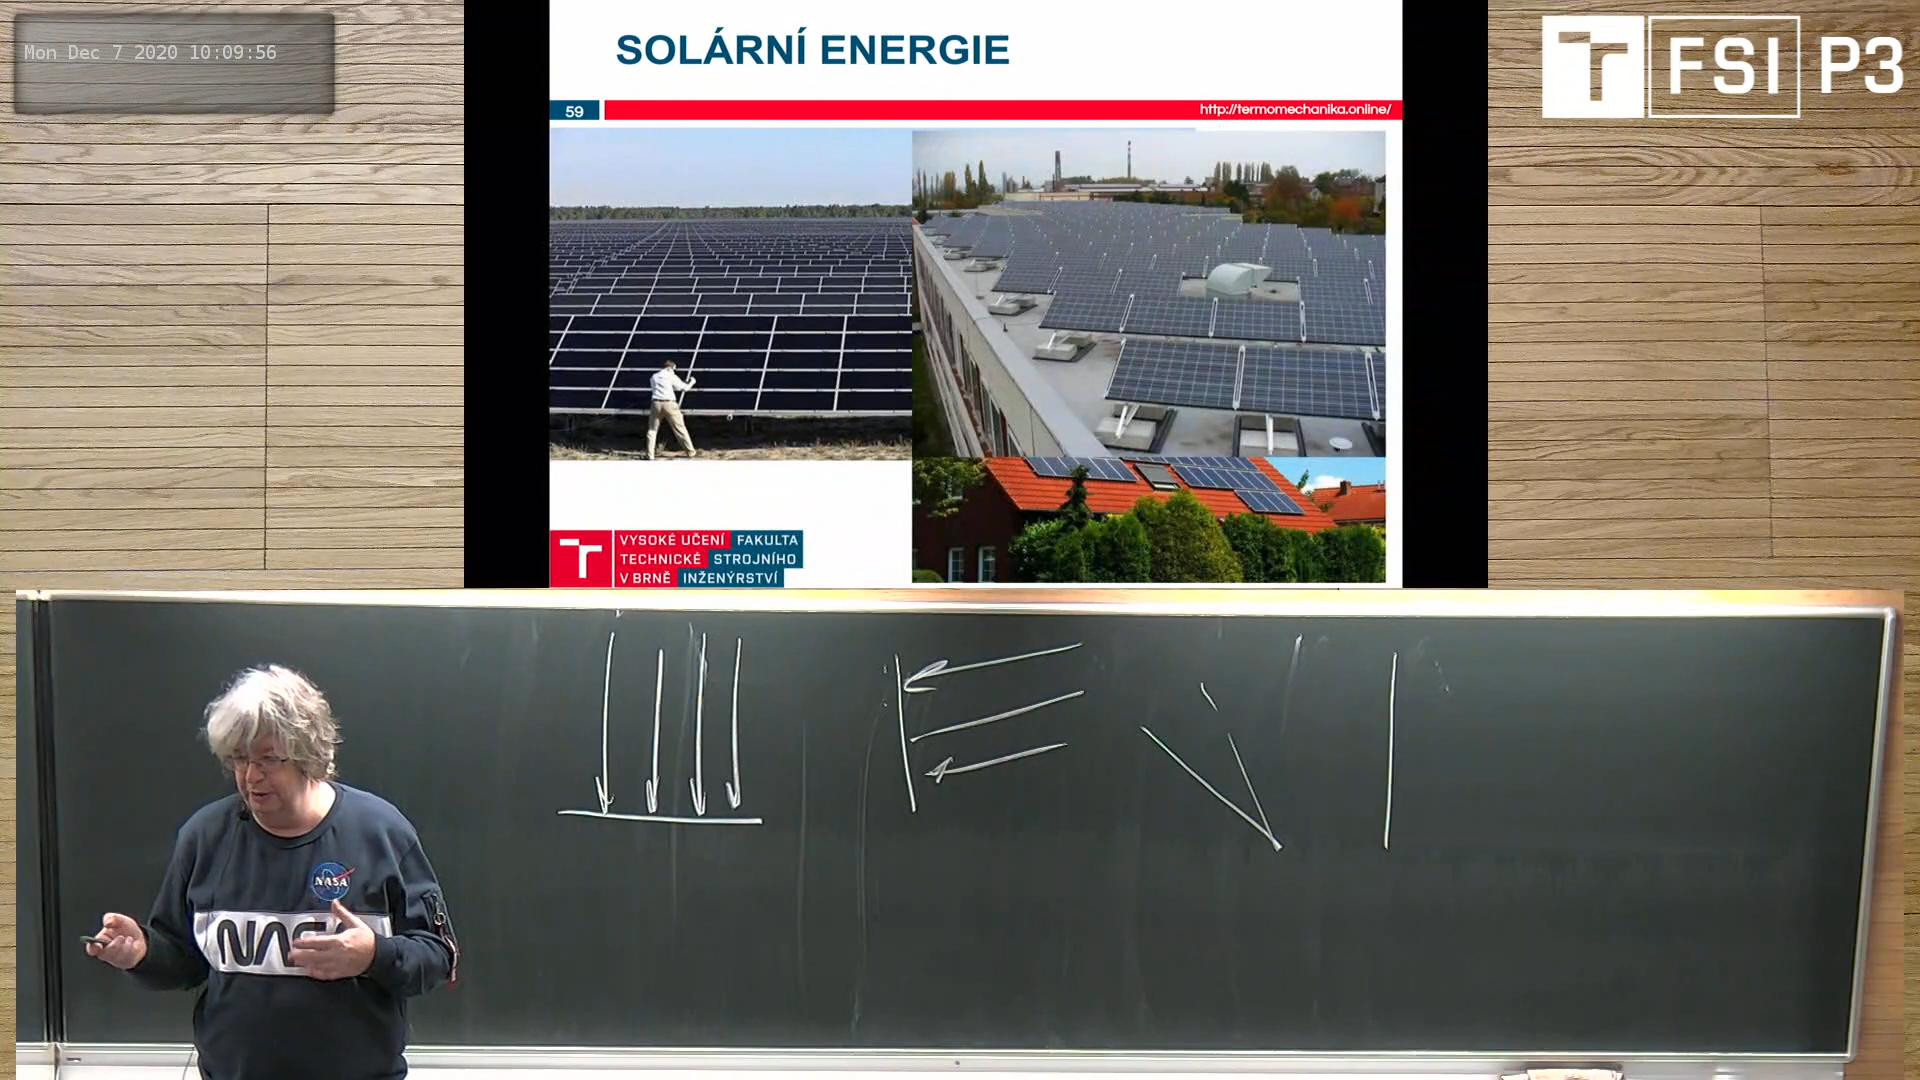 Mon Dec 7 2020 10:09:56
SOLÁRNÍ ENERGIE
59
http://termomechanika.online/
FSI P3
VYSOKÉ UČENÍ FAKULTA
TECHNICKÉ STROJNÍHO
V BRNĚ INŽENÝRSTVÍ
NASA